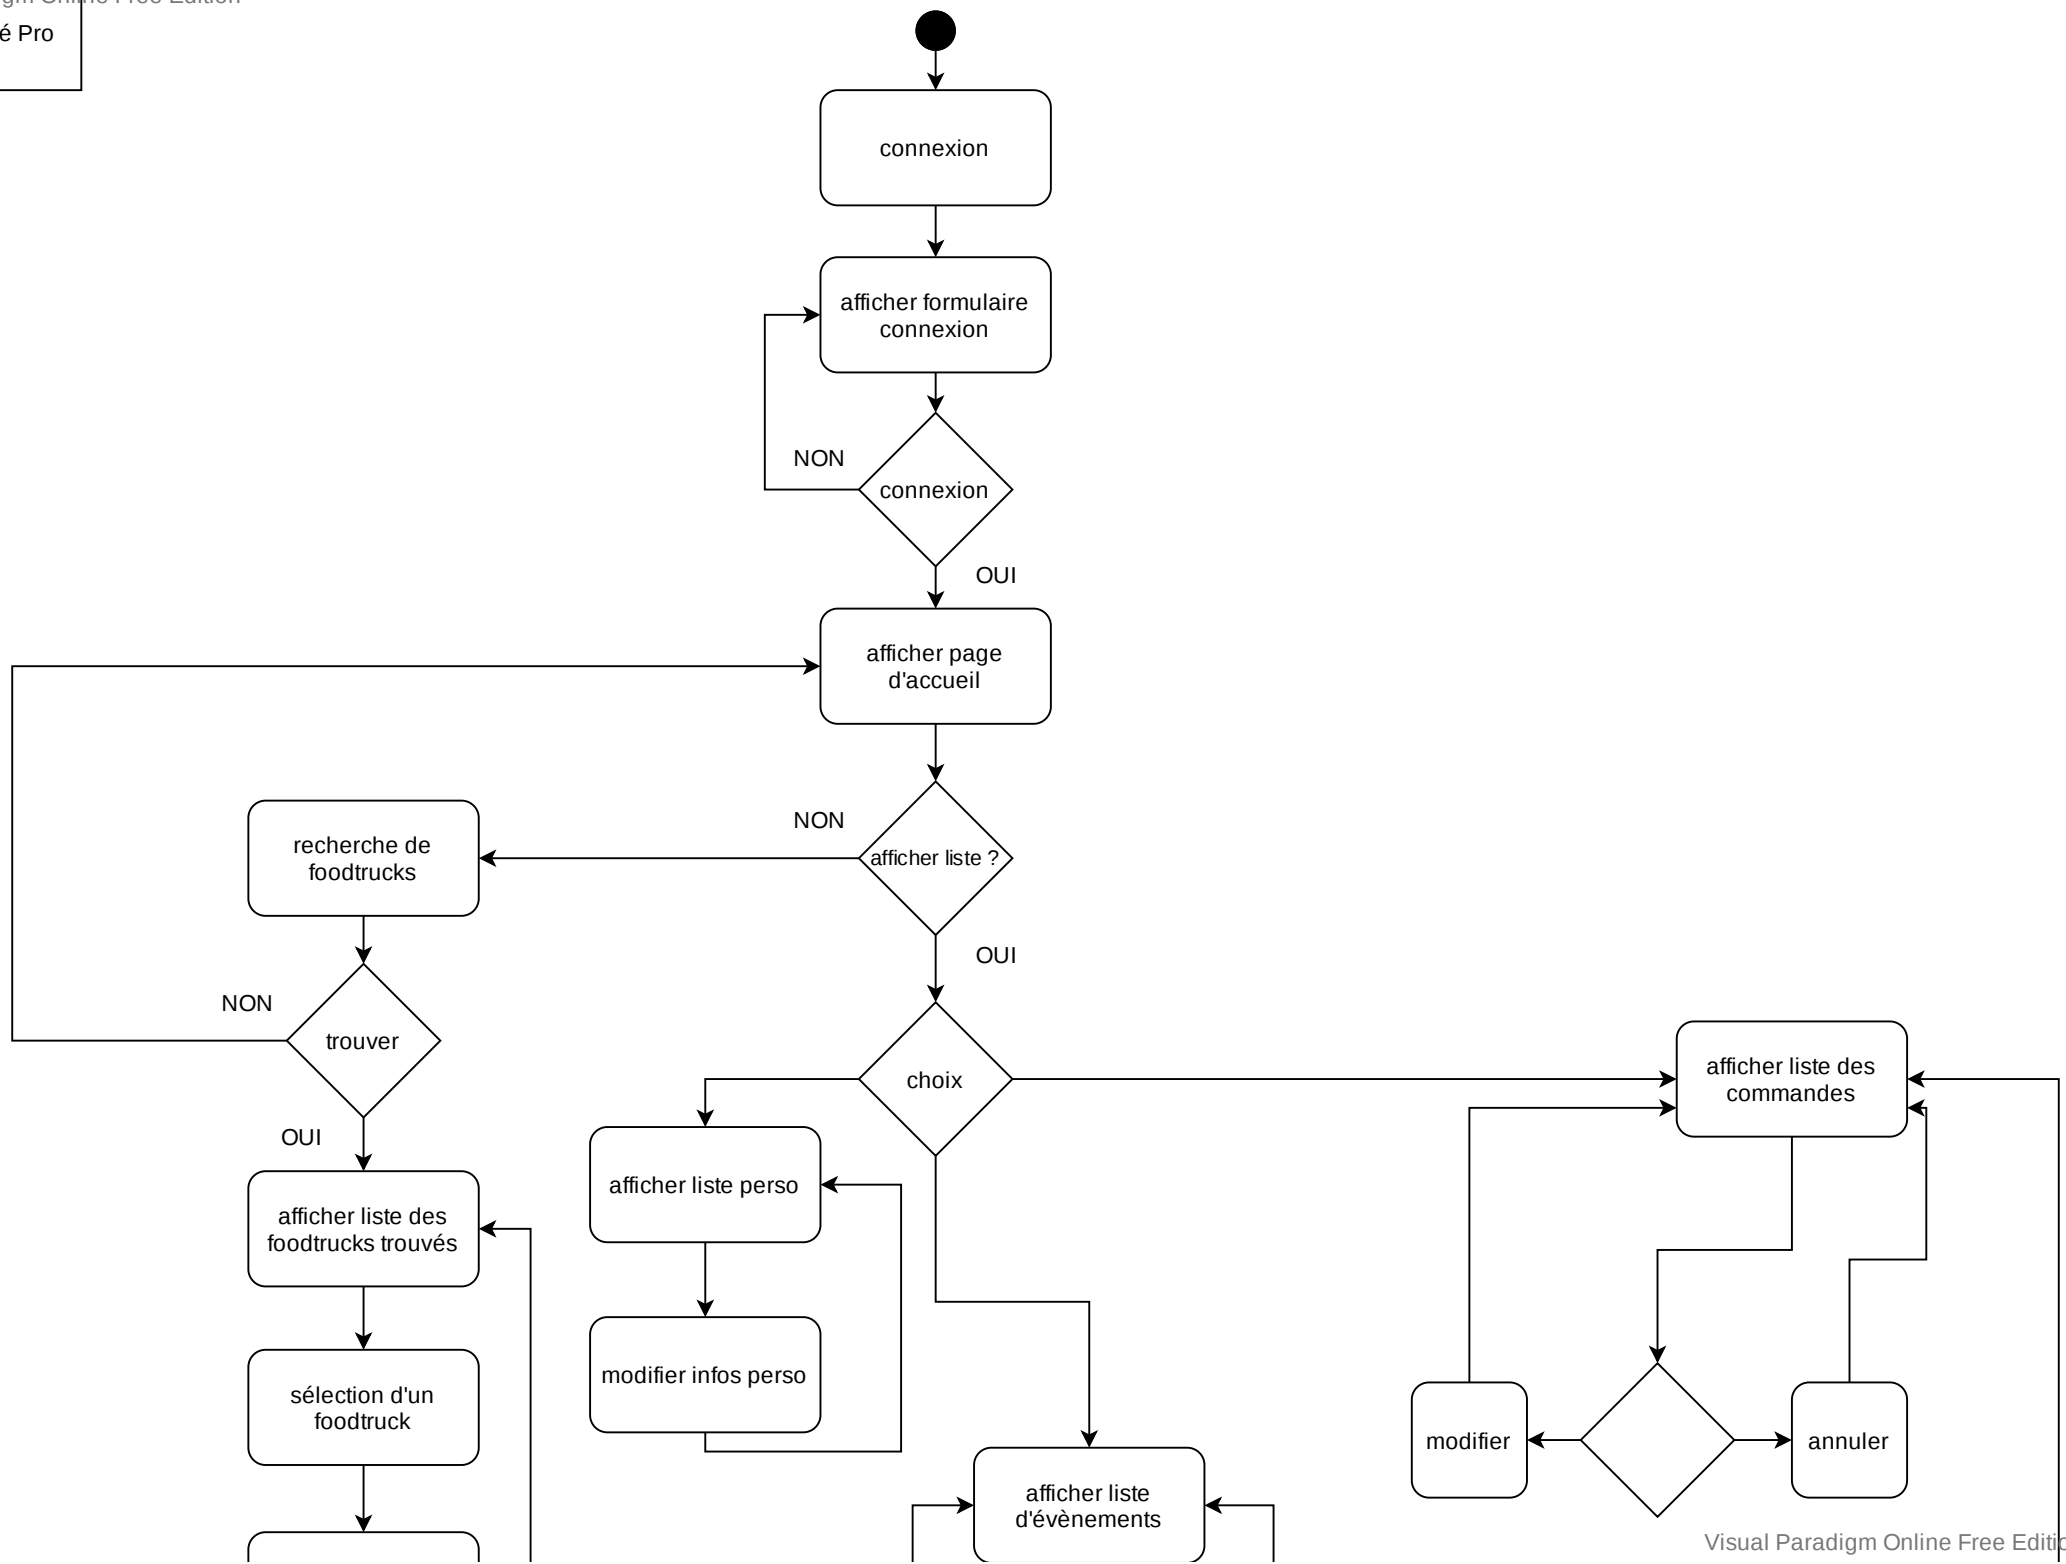 é Pro
connexion
afficher formulaire
connexion
NON
connexion
OUI
afficher page
d'accueil
NON
recherche de
foodtrucks
afficher liste ?
OUI
NON
trouver
choix
afficher liste des
commandes
OUI
afficher liste perso
afficher liste des
foodtrucks trouvés
modifier infos perso
sélection d'un
foodtruck
modifier
annuler
afficher liste
d'évènements
Visual Paradigm Online Free Editio